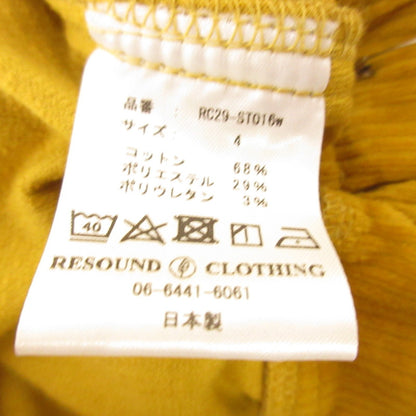 品番 : RC29-ST016w
サイズ : 4
コットン 68%
ポリエステル 29%
ポリウレタン 3%
40
RESOUND CLOTHING
06-6441-6061
日本製